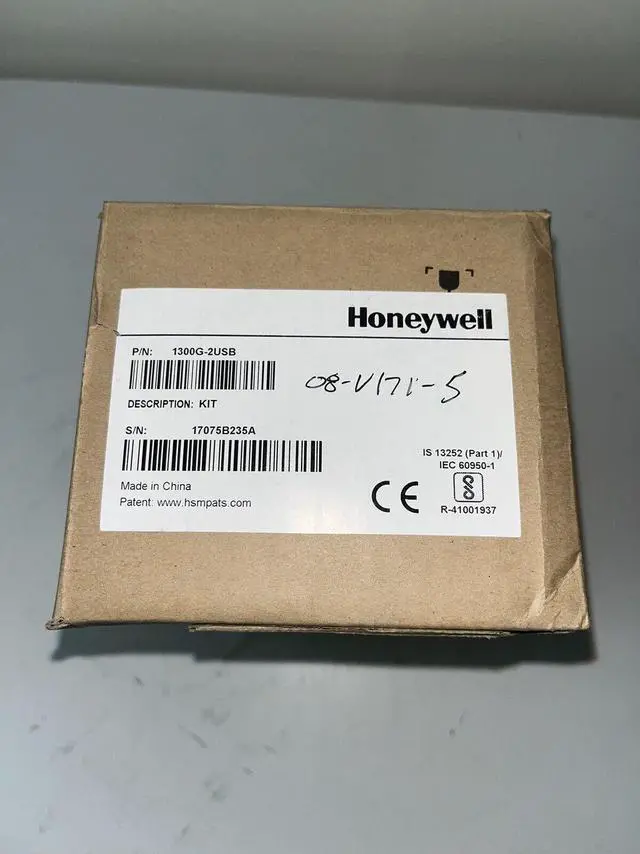 Honeywell
P/N: 1300G-2USB
08-V171-5
DESCRIPTION: KIT
S/N: 17075B235A
IS 13252 (Part 1)/
IEC 60950-1
Made in China
CE
Patent: www.hsmpats.com
R-41001937